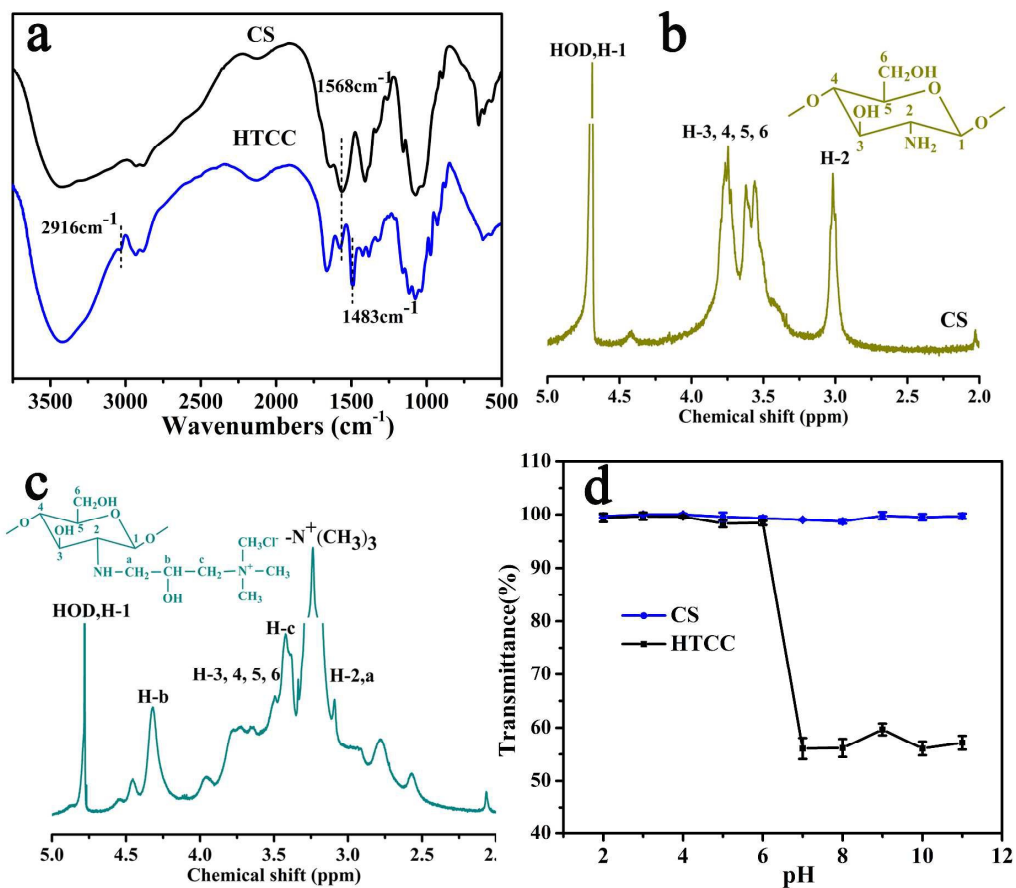 a
CS
1568cm-1
HTCC
2916cm-1
1483cm-1
3500 3000 2500 2000 1500 1000 500
Wavenumbers (cm-1)
b
HOD,H-1
H-3, 4, 5, 6
H-2
6
CH2OH
4
O
5
O
OH
2
O
3
NH2
1
CS
5.0 4.5 4.0 3.5 3.0 2.5 2.0
Chemical shift (ppm)
c
6
CH2OH
4
O
5
O
OH
2
1
O
3
a b c
CH3Cl-
NH-CH2-CH-CH2-N+-CH3
OH
CH3
-N+(CH3)3
HOD,H-1
H-c
H-3, 4, 5, 6
H-2,a
H-b
5.0 4.5 4.0 3.5 3.0 2.5 2.
Chemical shift (ppm)
d
110
100
90
80
70
60
50
40
Transmittance(%)
CS
HTCC
2 4 6 8 10 12
pH